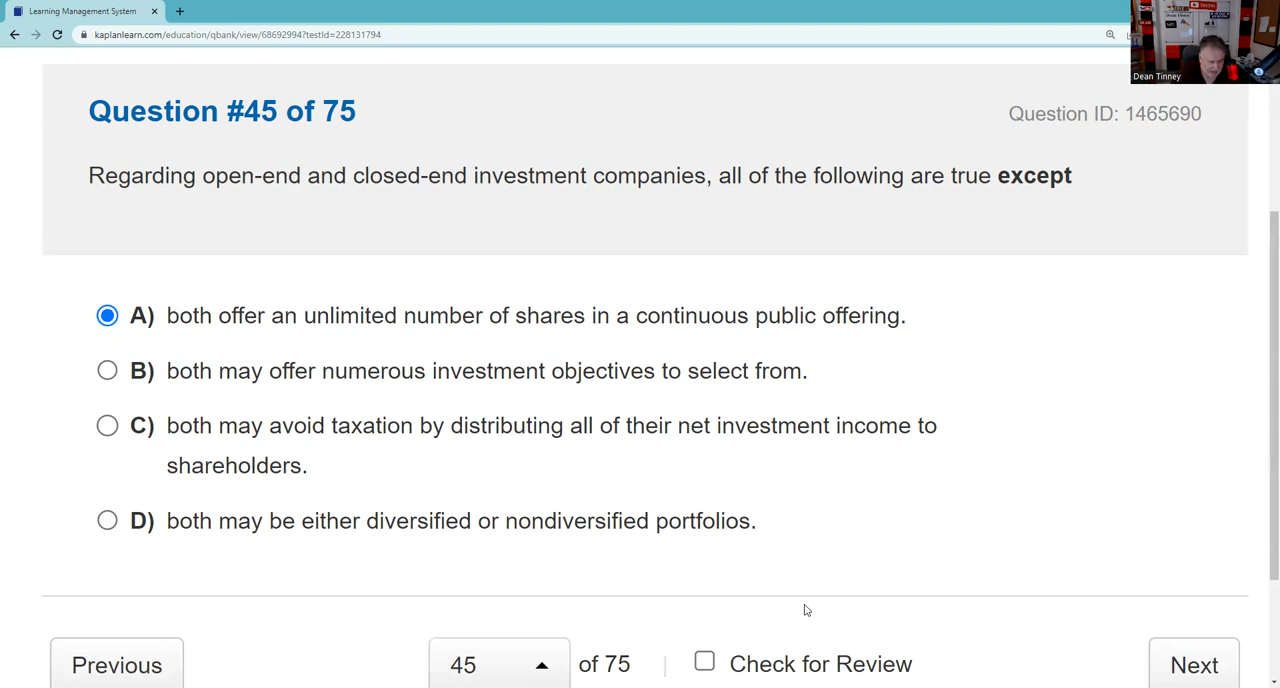 Learning Management System
kaplanlearn.com/education/qbank/view/68692994?testId=228131794
Dean Tinney
Question #45 of 75
Question ID: 1465690
Regarding open-end and closed-end investment companies, all of the following are true except
A) both offer an unlimited number of shares in a continuous public offering.
B) both may offer numerous investment objectives to select from.
C) both may avoid taxation by distributing all of their net investment income to
shareholders.
D) both may be either diversified or nondiversified portfolios.
Previous
45
of 75
Check for Review
Next